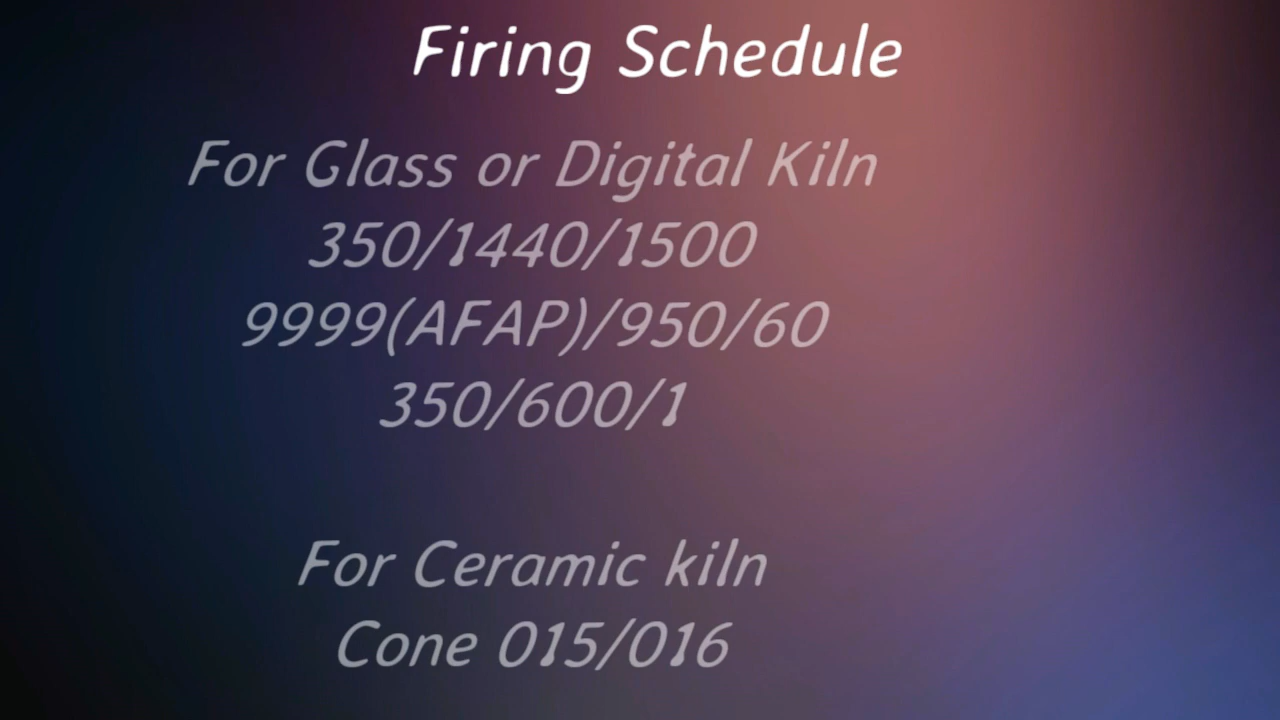 Firing Schedule
For Glass or Digital Kiln
350/1440/1500
9999(AFAP)/950/60
350/600/1
For Ceramic kiln
Cone 015/016